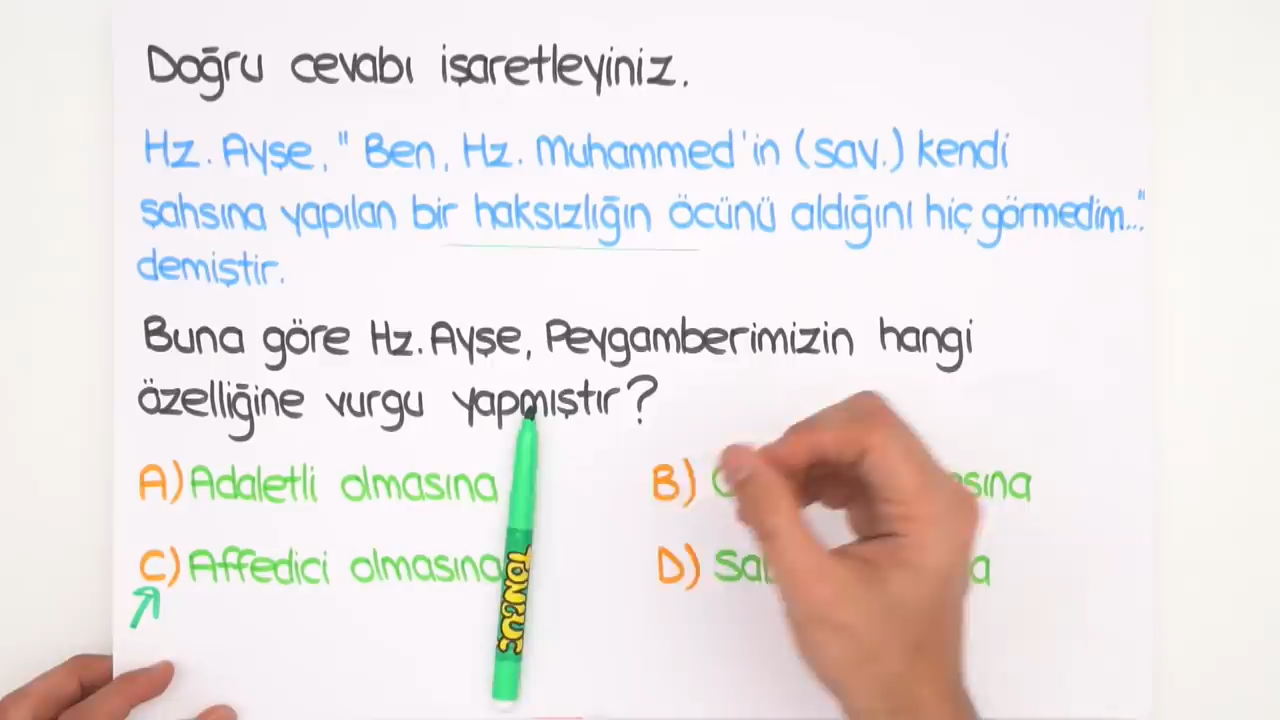 Doğru cevabı işaretleyiniz.
Hz. Ayşe, " Ben, Hz. Muhammed'in (sav.) kendi
şahsına yapılan bir haksızlığın öcünü aldığını hiç görmedim..."
demiştir.
Buna göre Hz. Ayşe, Peygamberimizin hangi
özelliğine vurgu yapmıştır?
A) Adaletli olmasına
B)
C) Affedici olmasına
D)
TONGUÇ